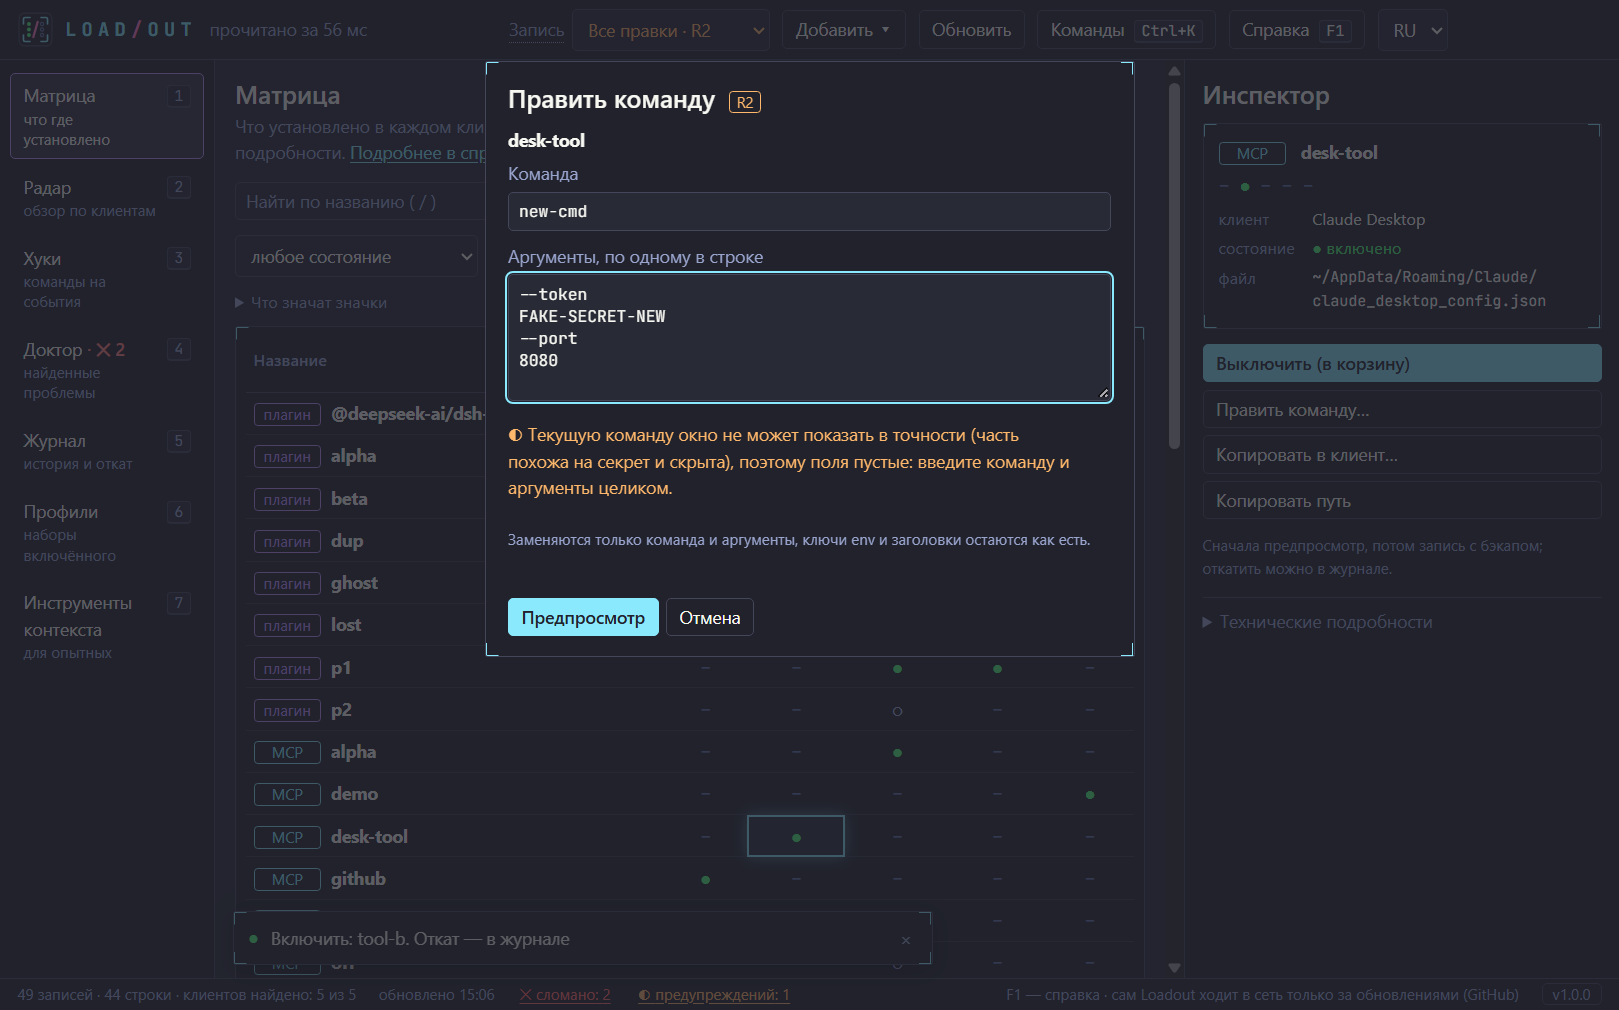 LOAD/OUT
прочитано за 56 мс
Запись
Все правки · R2
Добавить
Обновить
Команды Ctrl+K
Справка F1
RU
Матрица 1
что где
установлено
Радар 2
обзор по клиентам
Хуки 3
команды на
события
Доктор · 2 4
найденные
проблемы
Журнал 5
история и откат
Профили 6
наборы
включённого
Инструменты 7
контекста
для опытных
Матрица
Что установлено в каждом кли
подробности. Подробнее в спр
Найти по названию ( / )
любое состояние
Что значат значки
Название
плагин @deepseek-ai/dsh-
плагин alpha
плагин beta
плагин dup
плагин ghost
плагин lost
плагин p1
плагин p2
MCP alpha
MCP demo
MCP desk-tool
MCP github
Включить: tool-b. Откат — в журнале ×
MCP
Править команду R2
desk-tool
Команда
new-cmd
Аргументы, по одному в строке
--token
FAKE-SECRET-NEW
--port
8080
Текущую команду окно не может показать в точности (часть
похожа на секрет и скрыта), поэтому поля пустые: введите команду и
аргументы целиком.
Заменяются только команда и аргументы, ключи env и заголовки остаются как есть.
Предпросмотр
Отмена
Инспектор
MCP desk-tool
клиент Claude Desktop
состояние включено
файл ~/AppData/Roaming/Claude/
claude_desktop_config.json
Выключить (в корзину)
Править команду...
Копировать в клиент...
Копировать путь
Сначала предпросмотр, потом запись с бэкапом;
откатить можно в журнале.
Технические подробности
49 записей · 44 строки · клиентов найдено: 5 из 5
обновлено 15:06
сломано: 2
предупреждений: 1
F1 — справка · сам Loadout ходит в сеть только за обновлениями (GitHub)
v1.0.0